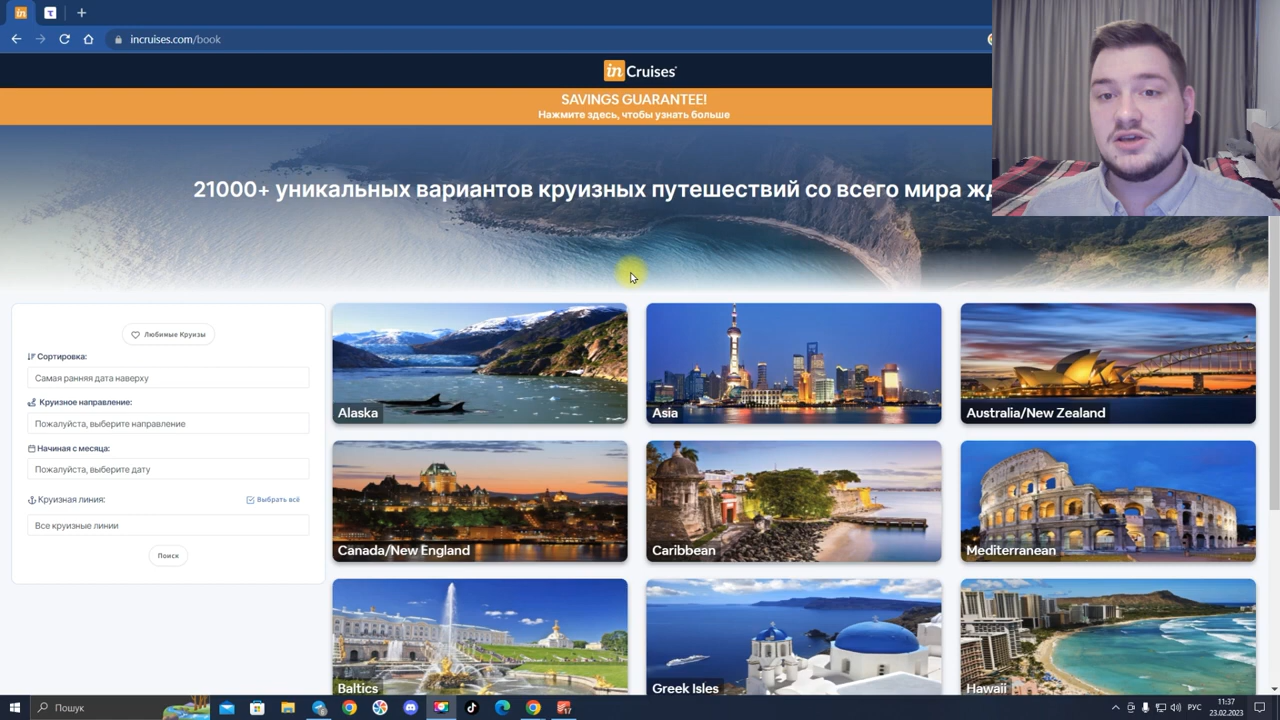 incruises.com/book
in Cruises
SAVINGS GUARANTEE!
Нажмите здесь, чтобы узнать больше
21000+ уникальных вариантов круизных путешествий со всего мира жд
Любимые Круизы
Сортировка:
Самая ранняя дата наверху
Круизное направление:
Пожалуйста, выберите направление
Начиная с месяца:
Пожалуйста, выберите дату
Круизная линия:
Выбрать всё
Все круизные линии
Поиск
Alaska
Asia
Australia/New Zealand
Canada/New England
Caribbean
Mediterranean
Baltics
Greek Isles
Hawaii
Пошук
17
РУС
11:37
23.02.2023